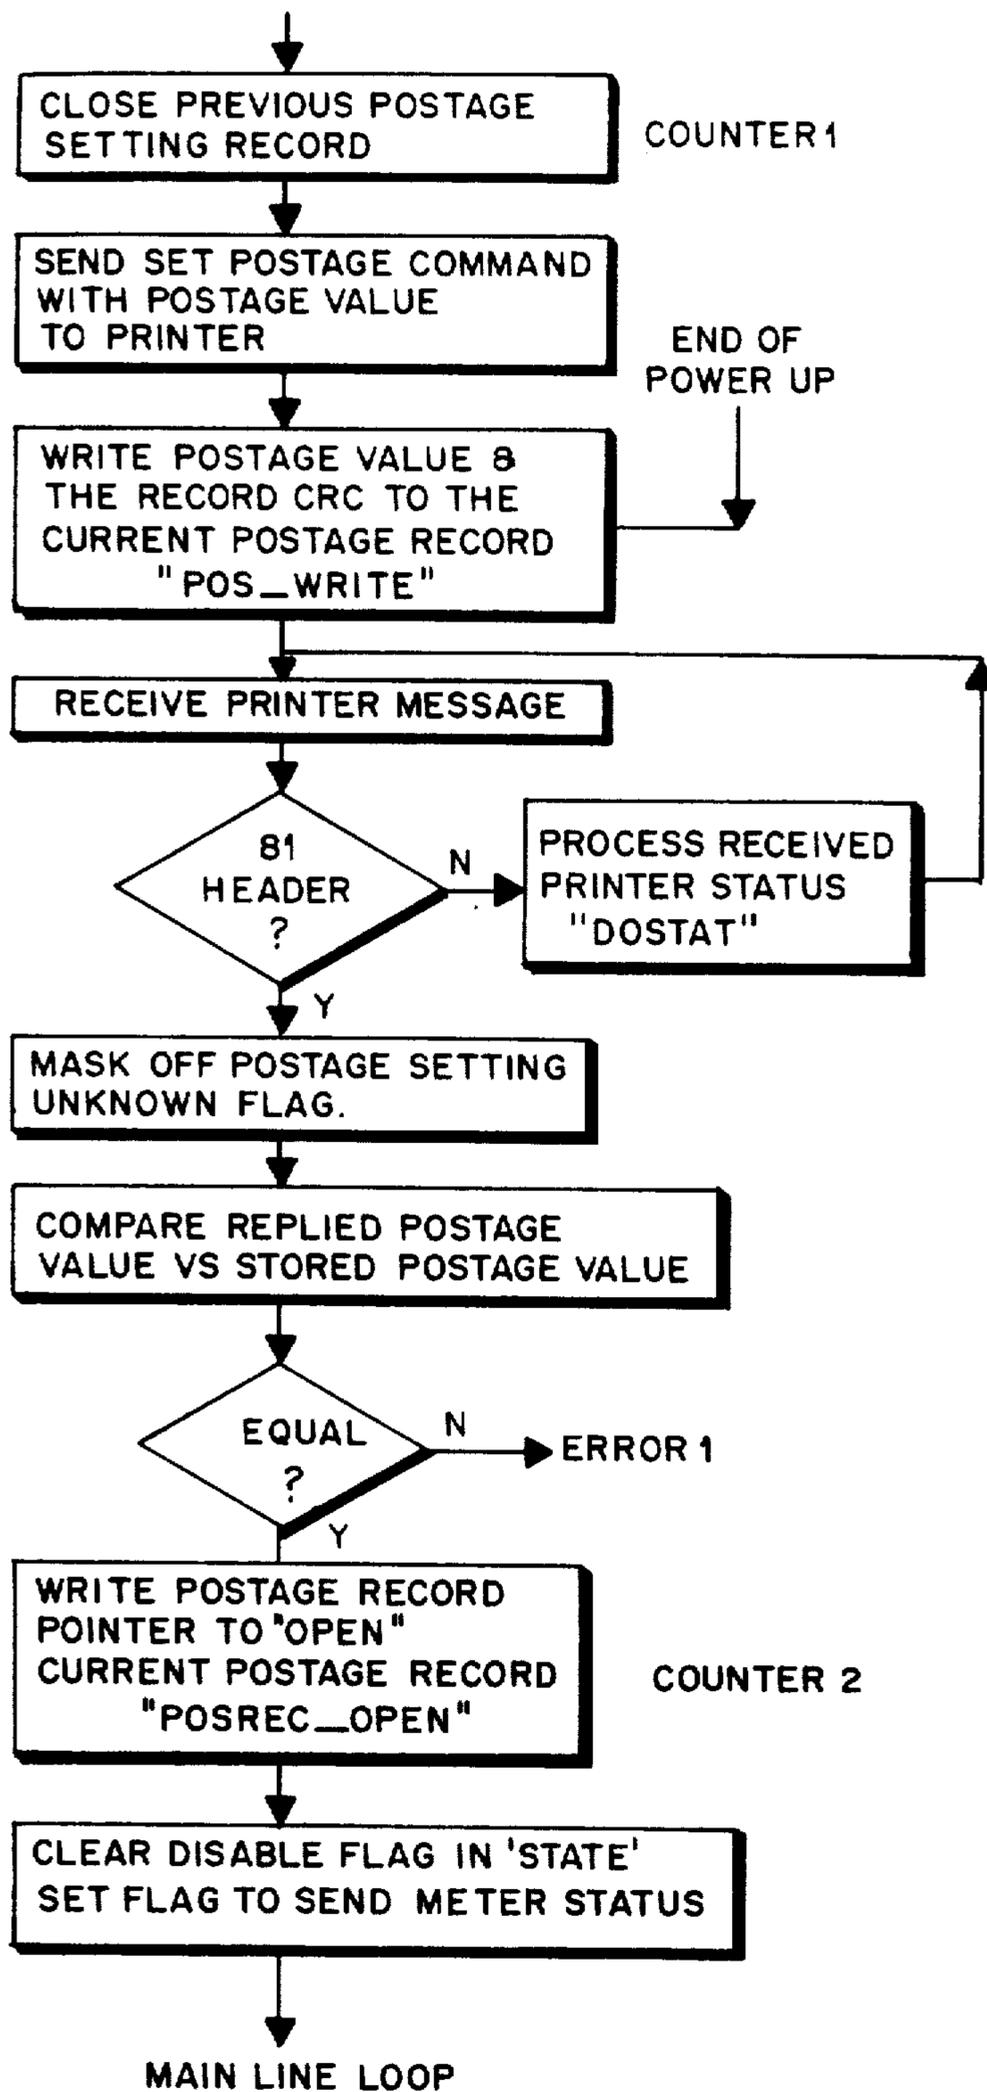 CLOSE PREVIOUS POSTAGE
SETTING RECORD
COUNTER 1
SEND SET POSTAGE COMMAND
WITH POSTAGE VALUE
TO PRINTER
END OF
POWER UP
WRITE POSTAGE VALUE &
THE RECORD CRC TO THE
CURRENT POSTAGE RECORD
"POS_WRITE"
RECEIVE PRINTER MESSAGE
81
HEADER
?
N
PROCESS RECEIVED
PRINTER STATUS
"DOSTAT"
Y
MASK OFF POSTAGE SETTING
UNKNOWN FLAG.
COMPARE REPLIED POSTAGE
VALUE VS STORED POSTAGE VALUE
EQUAL
?
N
ERROR 1
Y
WRITE POSTAGE RECORD
POINTER TO "OPEN"
CURRENT POSTAGE RECORD
"POSREC_OPEN"
COUNTER 2
CLEAR DISABLE FLAG IN 'STATE'
SET FLAG TO SEND METER STATUS
MAIN LINE LOOP